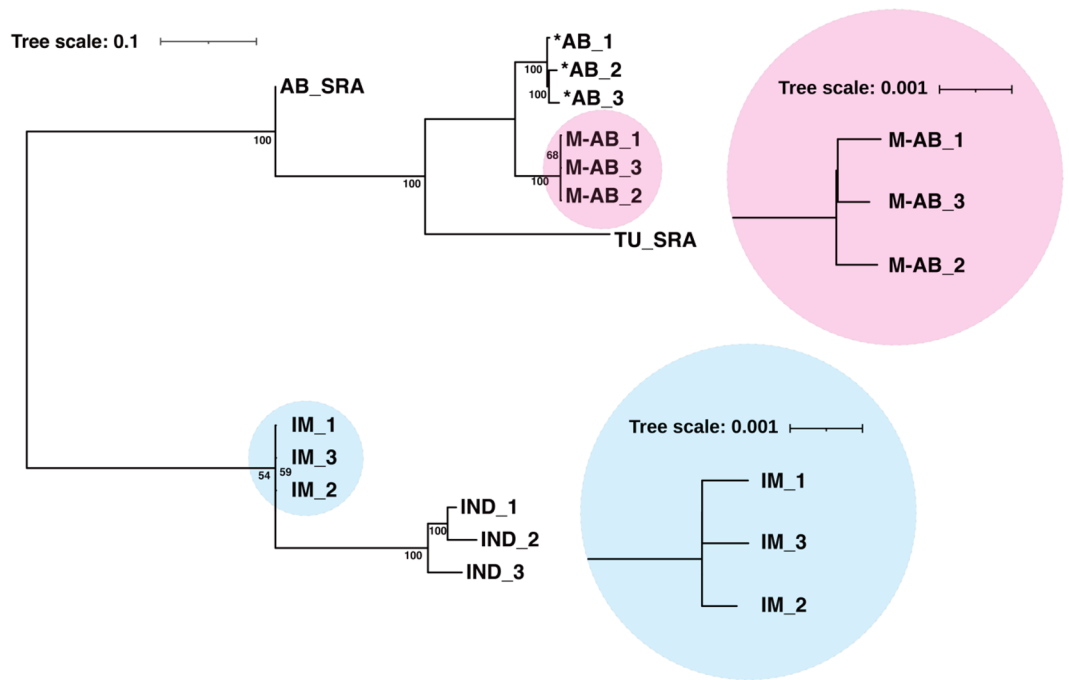 Tree scale: 0.1
AB_SRA
100
*AB_1
100
*AB_2
100
*AB_3
M-AB_1
68
M-AB_3
100
M-AB_2
100
TU_SRA
Tree scale: 0.001
M-AB_1
M-AB_3
M-AB_2
IM_1
IM_3
54
59
IM_2
IND_1
100
IND_2
100
IND_3
Tree scale: 0.001
IM_1
IM_3
IM_2